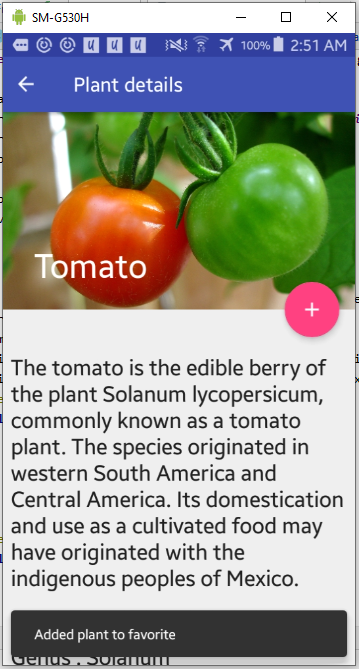 SM-G530H
100% 2:51 AM
Plant details
Tomato
+
The tomato is the edible berry of
the plant Solanum lycopersicum,
commonly known as a tomato
plant. The species originated in
western South America and
Central America. Its domestication
and use as a cultivated food may
have originated with the
indigenous peoples of Mexico.
Added plant to favorite
Genus : Solanum